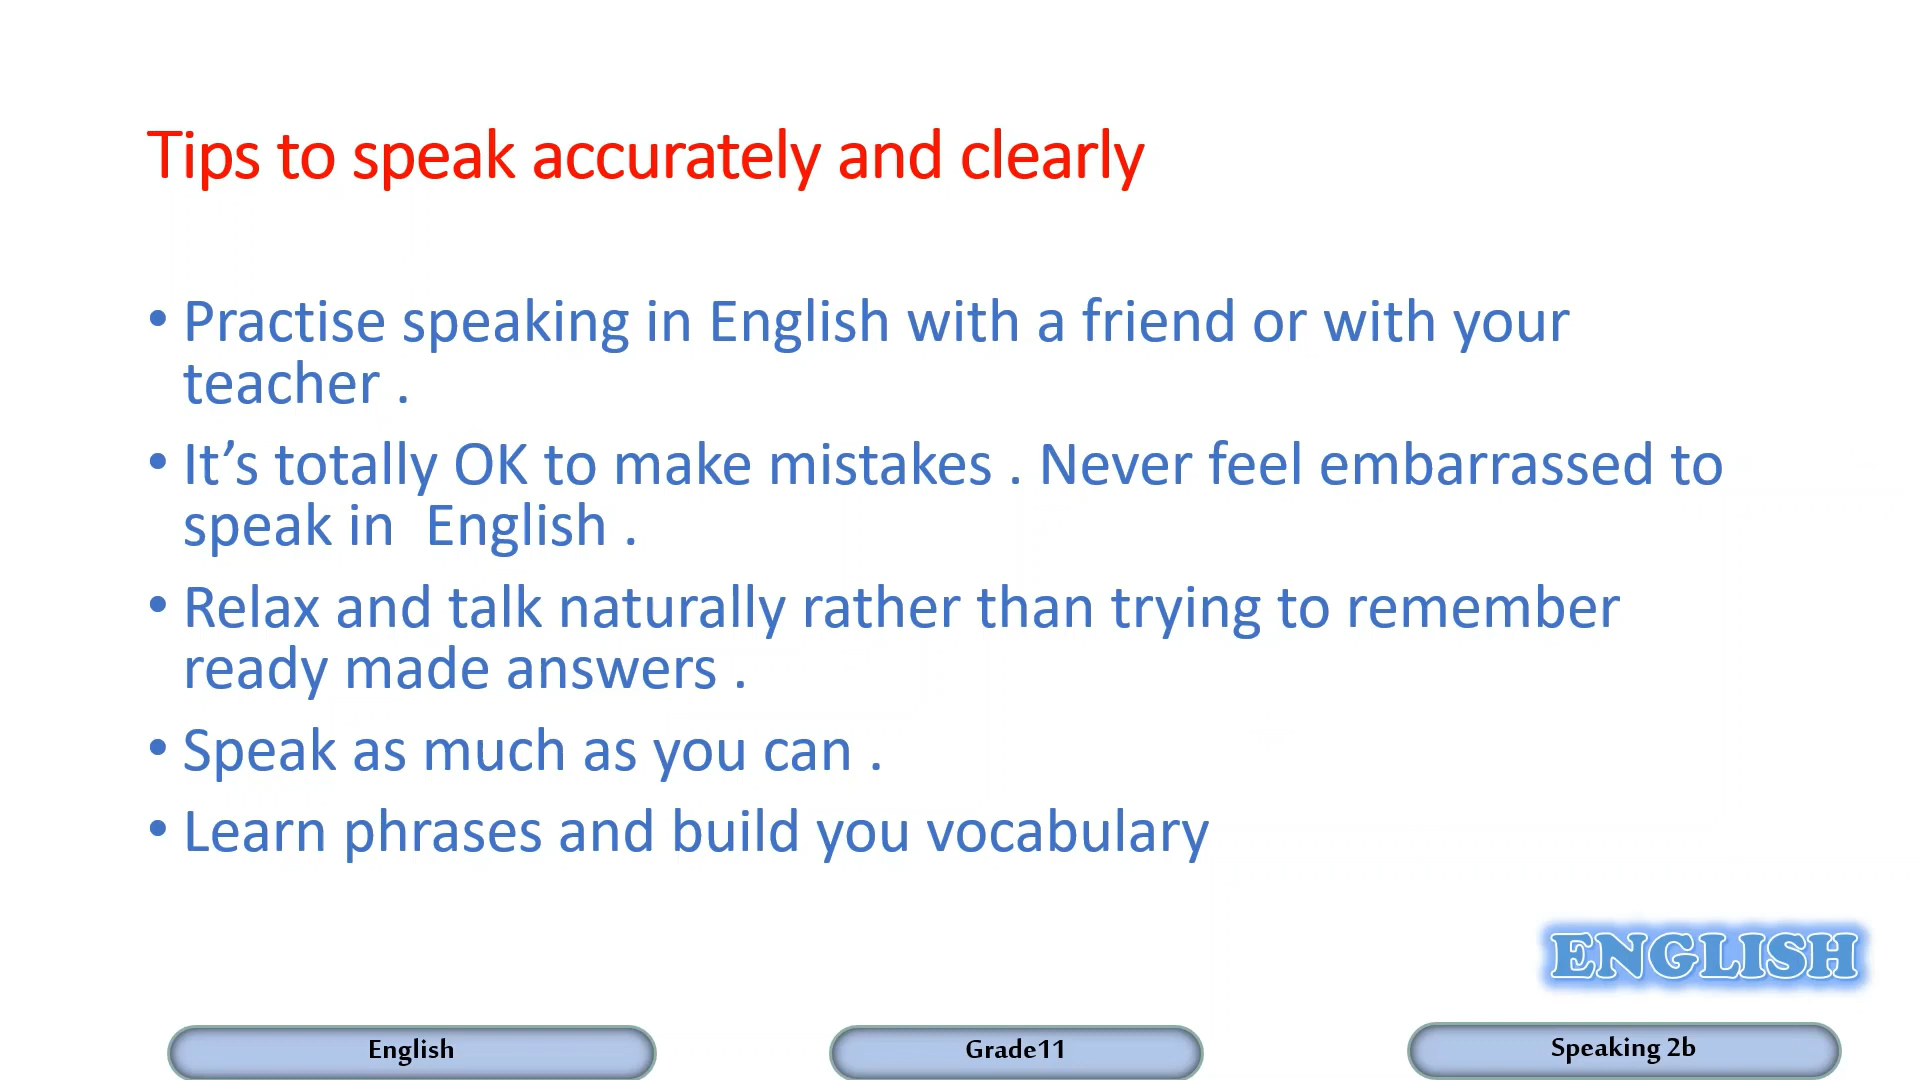 Tips to speak accurately and clearly
• Practise speaking in English with a friend or with your
teacher .
• It’s totally OK to make mistakes . Never feel embarrassed to
speak in  English .
• Relax and talk naturally rather than trying to remember
ready made answers .
• Speak as much as you can .
• Learn phrases and build you vocabulary
ENGLISH
English
Grade11
Speaking 2b